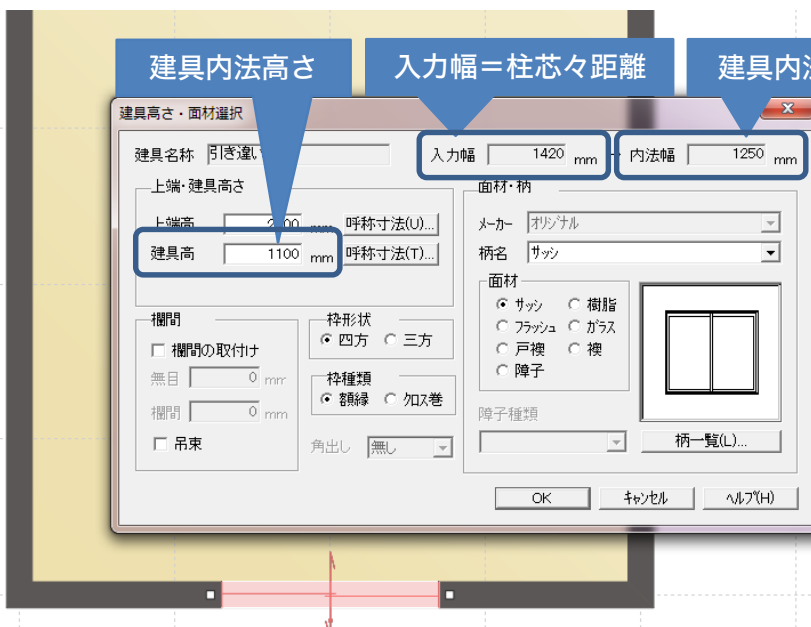 建具内法高さ
入力幅＝柱芯々距離
建具内法
建具高さ・面材選択
建具名称 引き違い
入力幅 1420 mm
内法幅 1250 mm
上端・建具高さ
上端高 mm 呼称寸法(U)...
建具高 1100 mm 呼称寸法(T)...
面材・柄
メーカー オリジナル
柄名 サッシ
面材
サッシ 樹脂
フラッシュ ガラス
戸襖 襖
障子
障子種類
柄一覧(L)...
欄間
欄間の取付け
無目 0 mm
欄間 0 mm
吊束
枠形状
四方 三方
枠種類
額縁 クロス巻
角出し 無し
OK キャンセル ヘルプ(H)